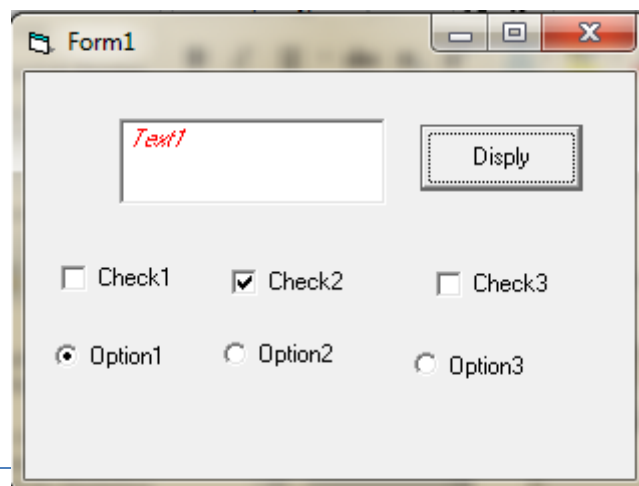 Form1
Text1
Disply
Check1 Check2 Check3
Option1 Option2 Option3